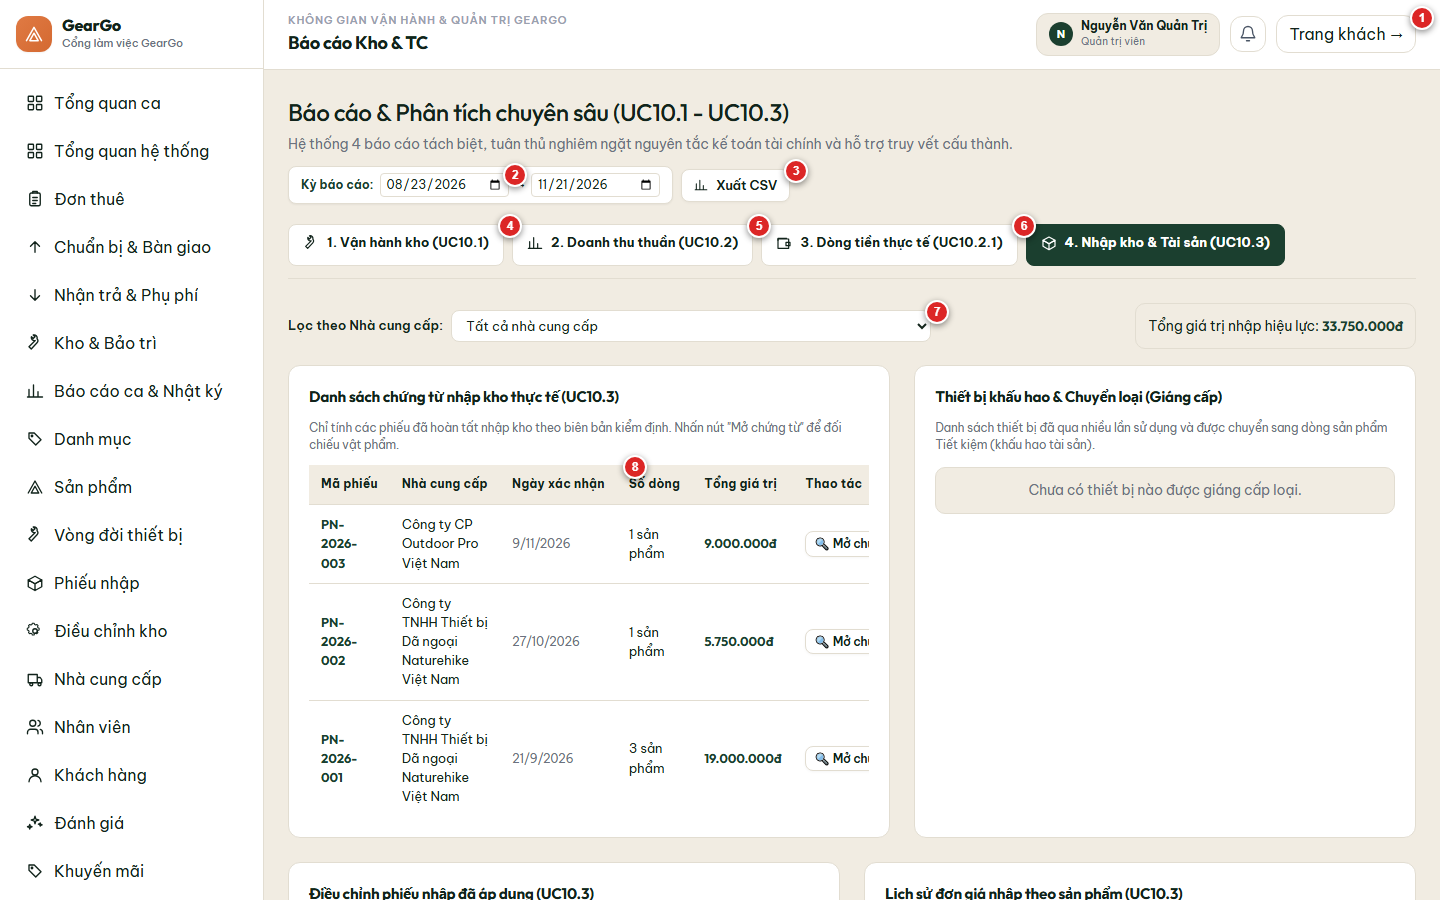 GearGo
Cổng làm việc GearGo
Tổng quan ca
Tổng quan hệ thống
Đơn thuê
Chuẩn bị & Bàn giao
Nhận trả & Phụ phí
Kho & Bảo trì
Báo cáo ca & Nhật ký
Danh mục
Sản phẩm
Vòng đời thiết bị
Phiếu nhập
Điều chỉnh kho
Nhà cung cấp
Nhân viên
Khách hàng
Đánh giá
Khuyến mãi
KHÔNG GIAN VẬN HÀNH & QUẢN TRỊ GEARGO
Báo cáo Kho & TC
N
Nguyễn Văn Quản Trị
Quản trị viên
Trang khách →
1
Báo cáo & Phân tích chuyên sâu (UC10.1 - UC10.3)
Hệ thống 4 báo cáo tách biệt, tuân thủ nghiêm ngặt nguyên tắc kế toán tài chính và hỗ trợ truy vết cấu thành.
Kỳ báo cáo: 08/23/2026 2 11/21/2026
Xuất CSV 3
1. Vận hành kho (UC10.1) 4
2. Doanh thu thuần (UC10.2) 5
3. Dòng tiền thực tế (UC10.2.1) 6
4. Nhập kho & Tài sản (UC10.3)
Lọc theo Nhà cung cấp: Tất cả nhà cung cấp 7
Tổng giá trị nhập hiệu lực: 33.750.000đ
Danh sách chứng từ nhập kho thực tế (UC10.3)
Chỉ tính các phiếu đã hoàn tất nhập kho theo biên bản kiểm định. Nhấn nút "Mở chứng từ" để đối
chiếu vật phẩm.
8
Mã phiếu Nhà cung cấp Ngày xác nhận Số dòng Tổng giá trị Thao tác
PN-
2026-
003
Công ty CP
Outdoor Pro
Việt Nam
9/11/2026
1 sản
phẩm
9.000.000đ
Mở chứ
PN-
2026-
002
Công ty
TNHH Thiết bị
Dã ngoại
Naturehike
Việt Nam
27/10/2026
1 sản
phẩm
5.750.000đ
Mở chứ
PN-
2026-
001
Công ty
TNHH Thiết bị
Dã ngoại
Naturehike
Việt Nam
21/9/2026
3 sản
phẩm
19.000.000đ
Mở chứ
Thiết bị khấu hao & Chuyển loại (Giáng cấp)
Danh sách thiết bị đã qua nhiều lần sử dụng và được chuyển sang dòng sản phẩm
Tiết kiệm (khấu hao tài sản).
Chưa có thiết bị nào được giáng cấp loại.
Điều chỉnh phiếu nhập đã áp dụng (UC10.3)
Lịch sử đơn giá nhập theo sản phẩm (UC10.3)